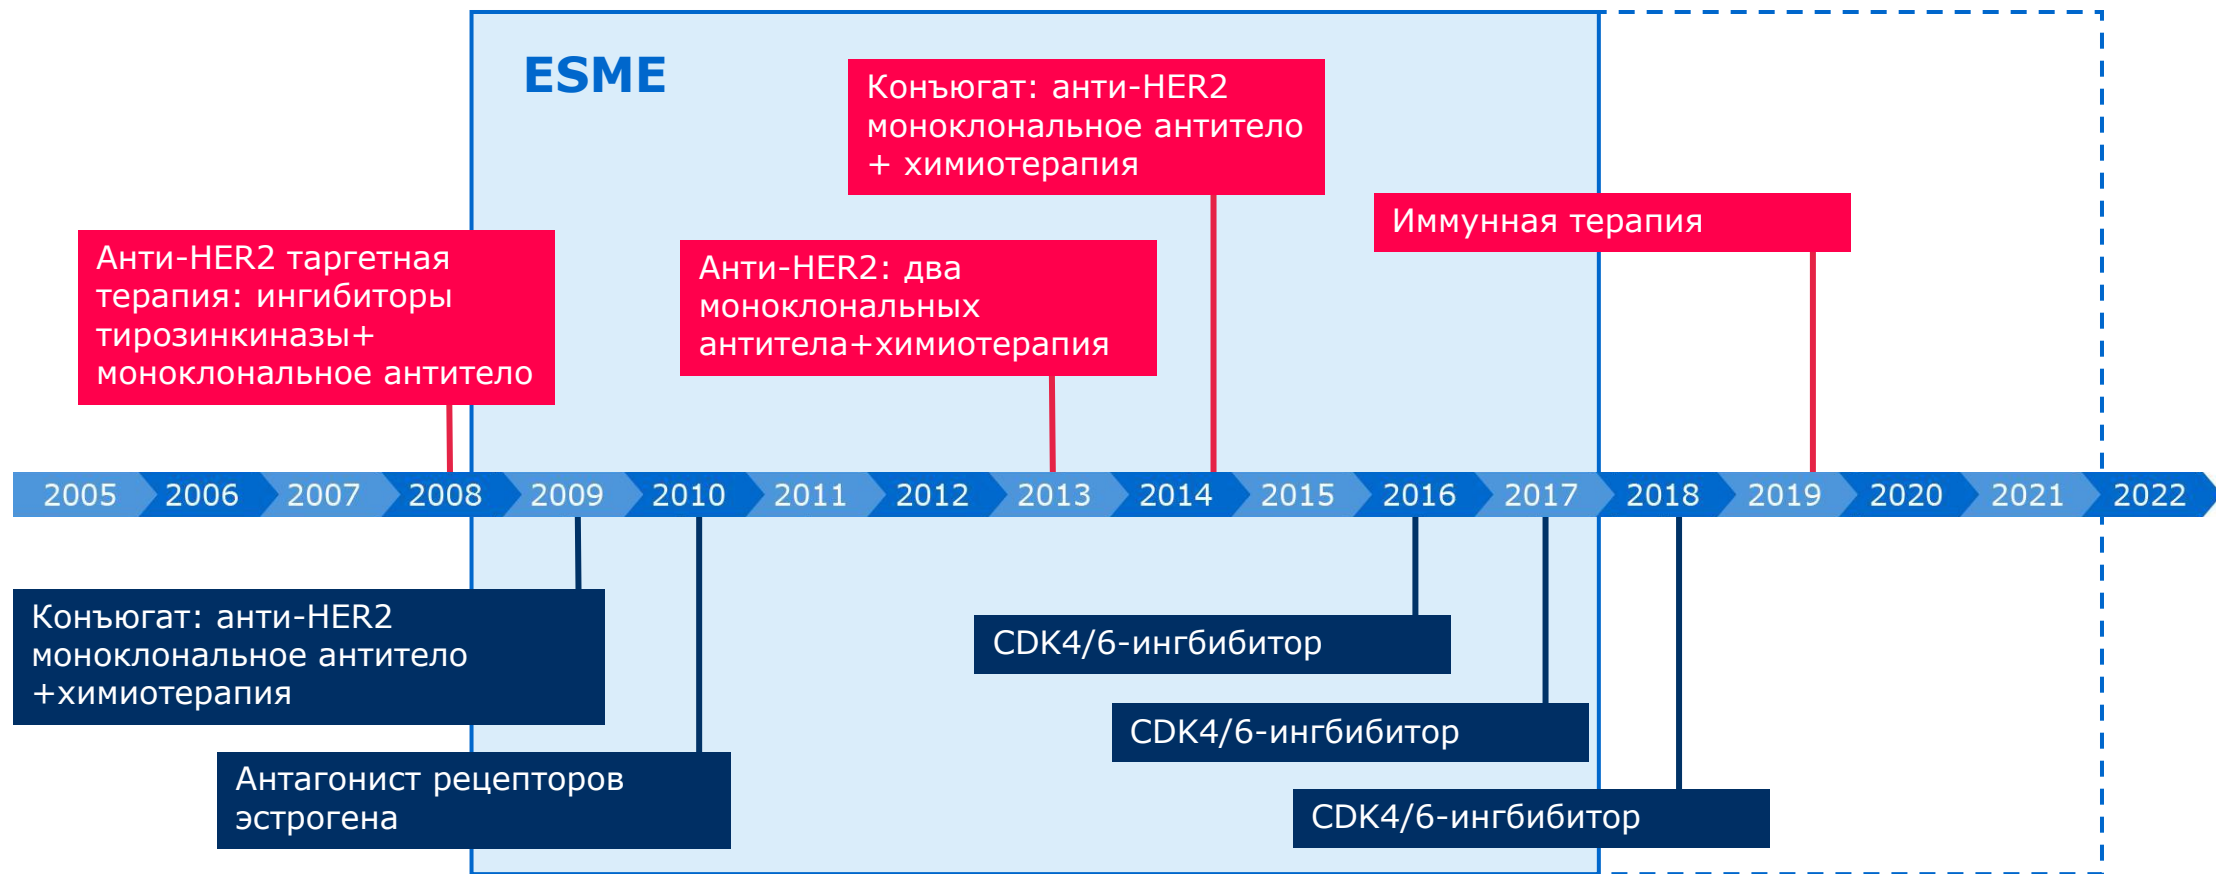 ESME
Конъюгат: анти-HER2
моноклональное антитело
+ химиотерапия
Иммунная терапия
Анти-HER2 таргетная
терапия: ингибиторы
тирозинкиназы+
моноклональное антитело
Анти-HER2: два
моноклональных
антитела+химиотерапия
2005 2006 2007 2008 2009 2010 2011 2012 2013 2014 2015 2016 2017 2018 2019 2020 2021 2022
Конъюгат: анти-HER2
моноклональное антитело
+химиотерапия
CDK4/6-ингбибитор
CDK4/6-ингбибитор
Антагонист рецепторов
эстрогена
CDK4/6-ингбибитор